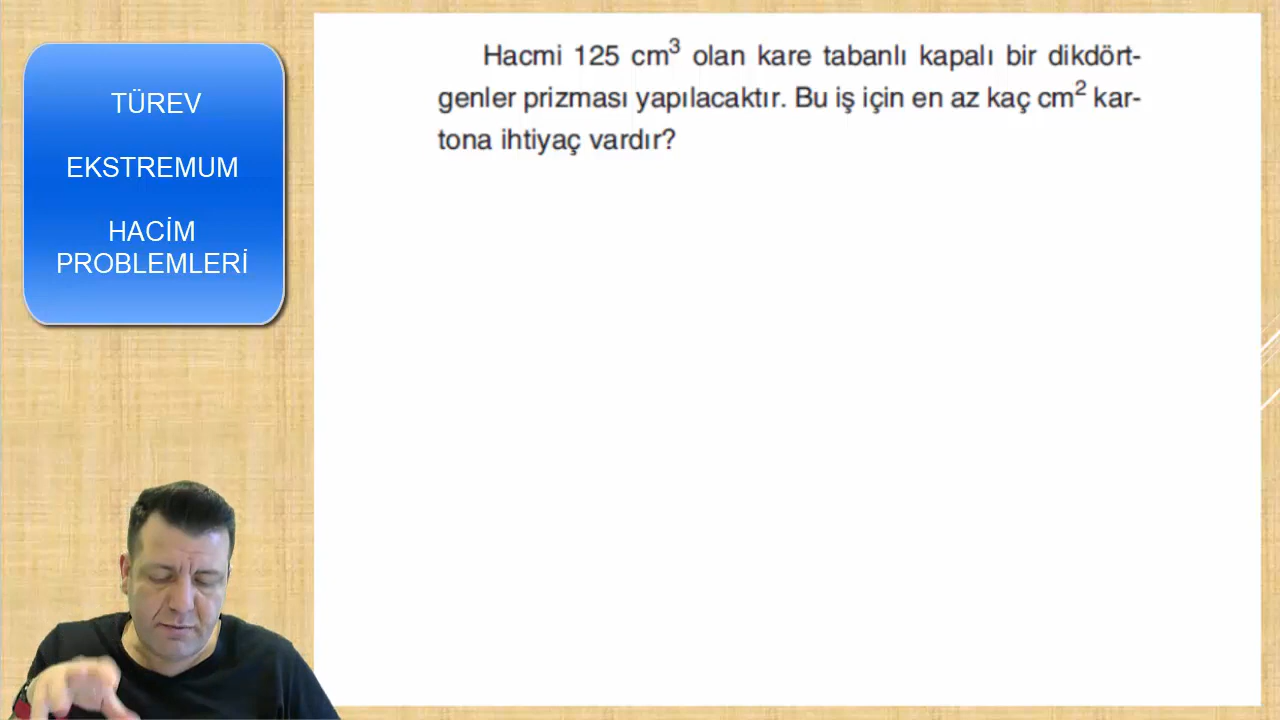 TÜREV
EKSTREMUM
HACİM
PROBLEMLERİ
Hacmi 125 cm³ olan kare tabanlı kapalı bir dikdört-
genler prizması yapılacaktır. Bu iş için en az kaç cm² kar-
tona ihtiyaç vardır?